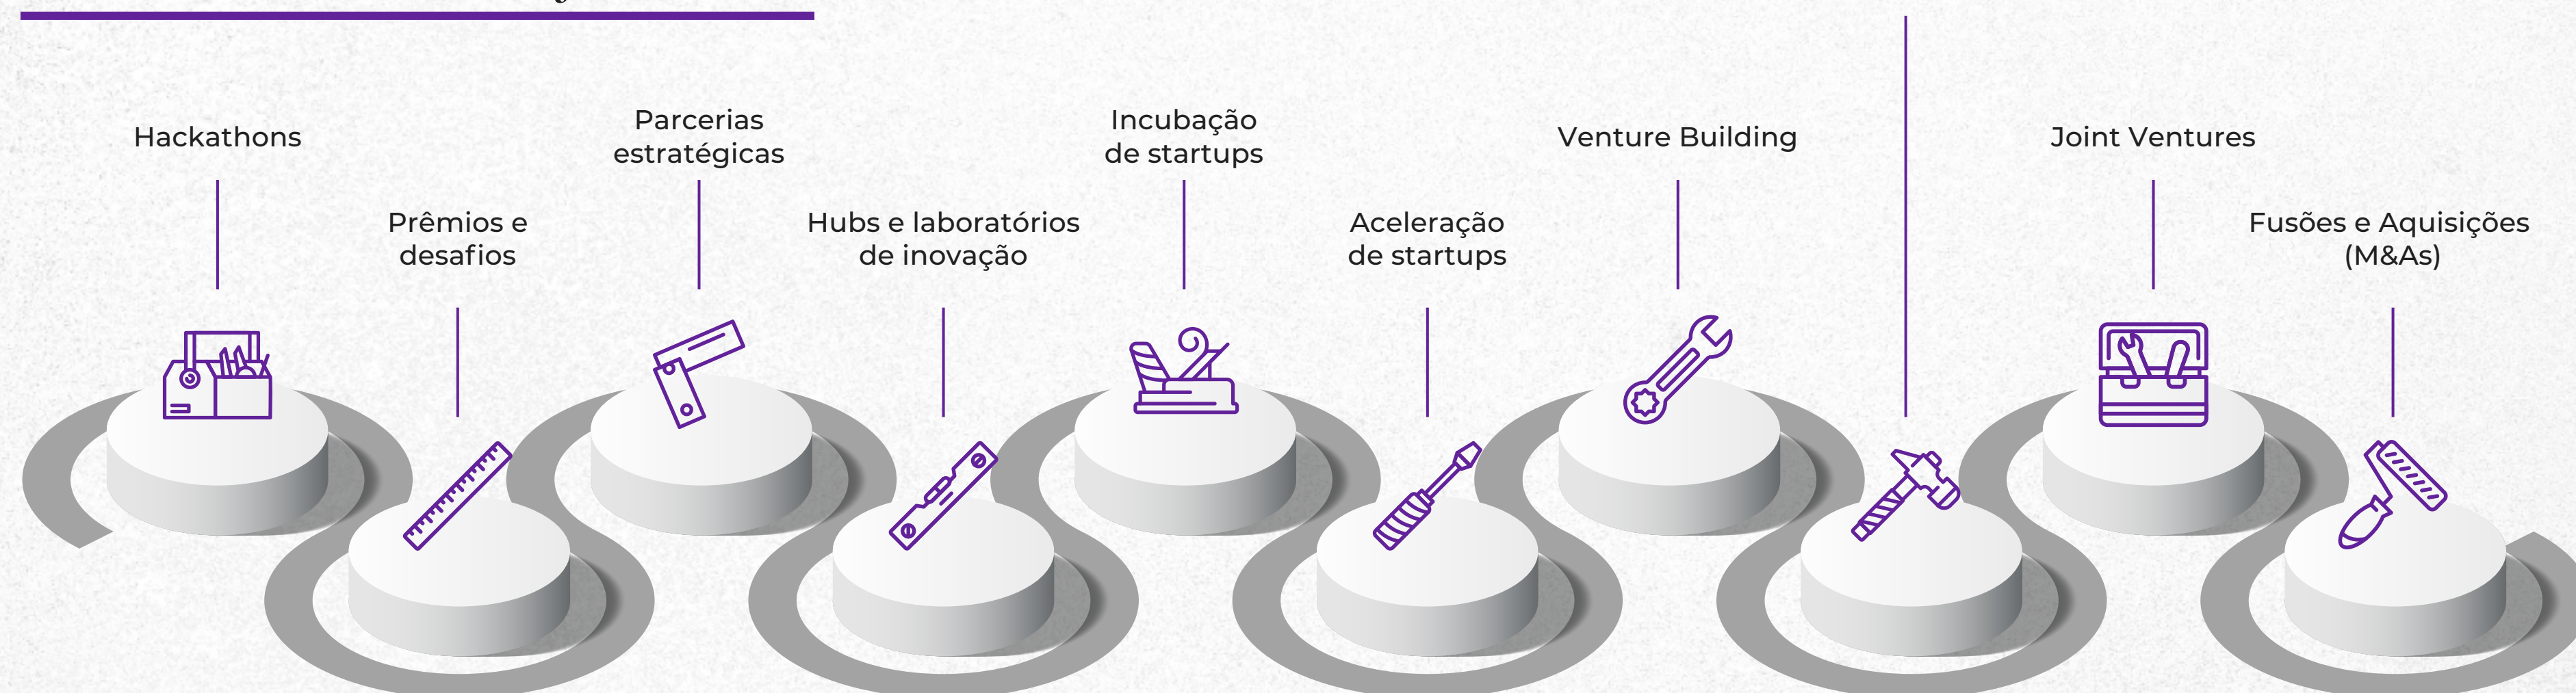 Hackathons
Prêmios e
desafios
Parcerias
estratégicas
Hubs e laboratórios
de inovação
Incubação
de startups
Aceleração
de startups
Venture Building
Joint Ventures
Fusões e Aquisições
(M&As)